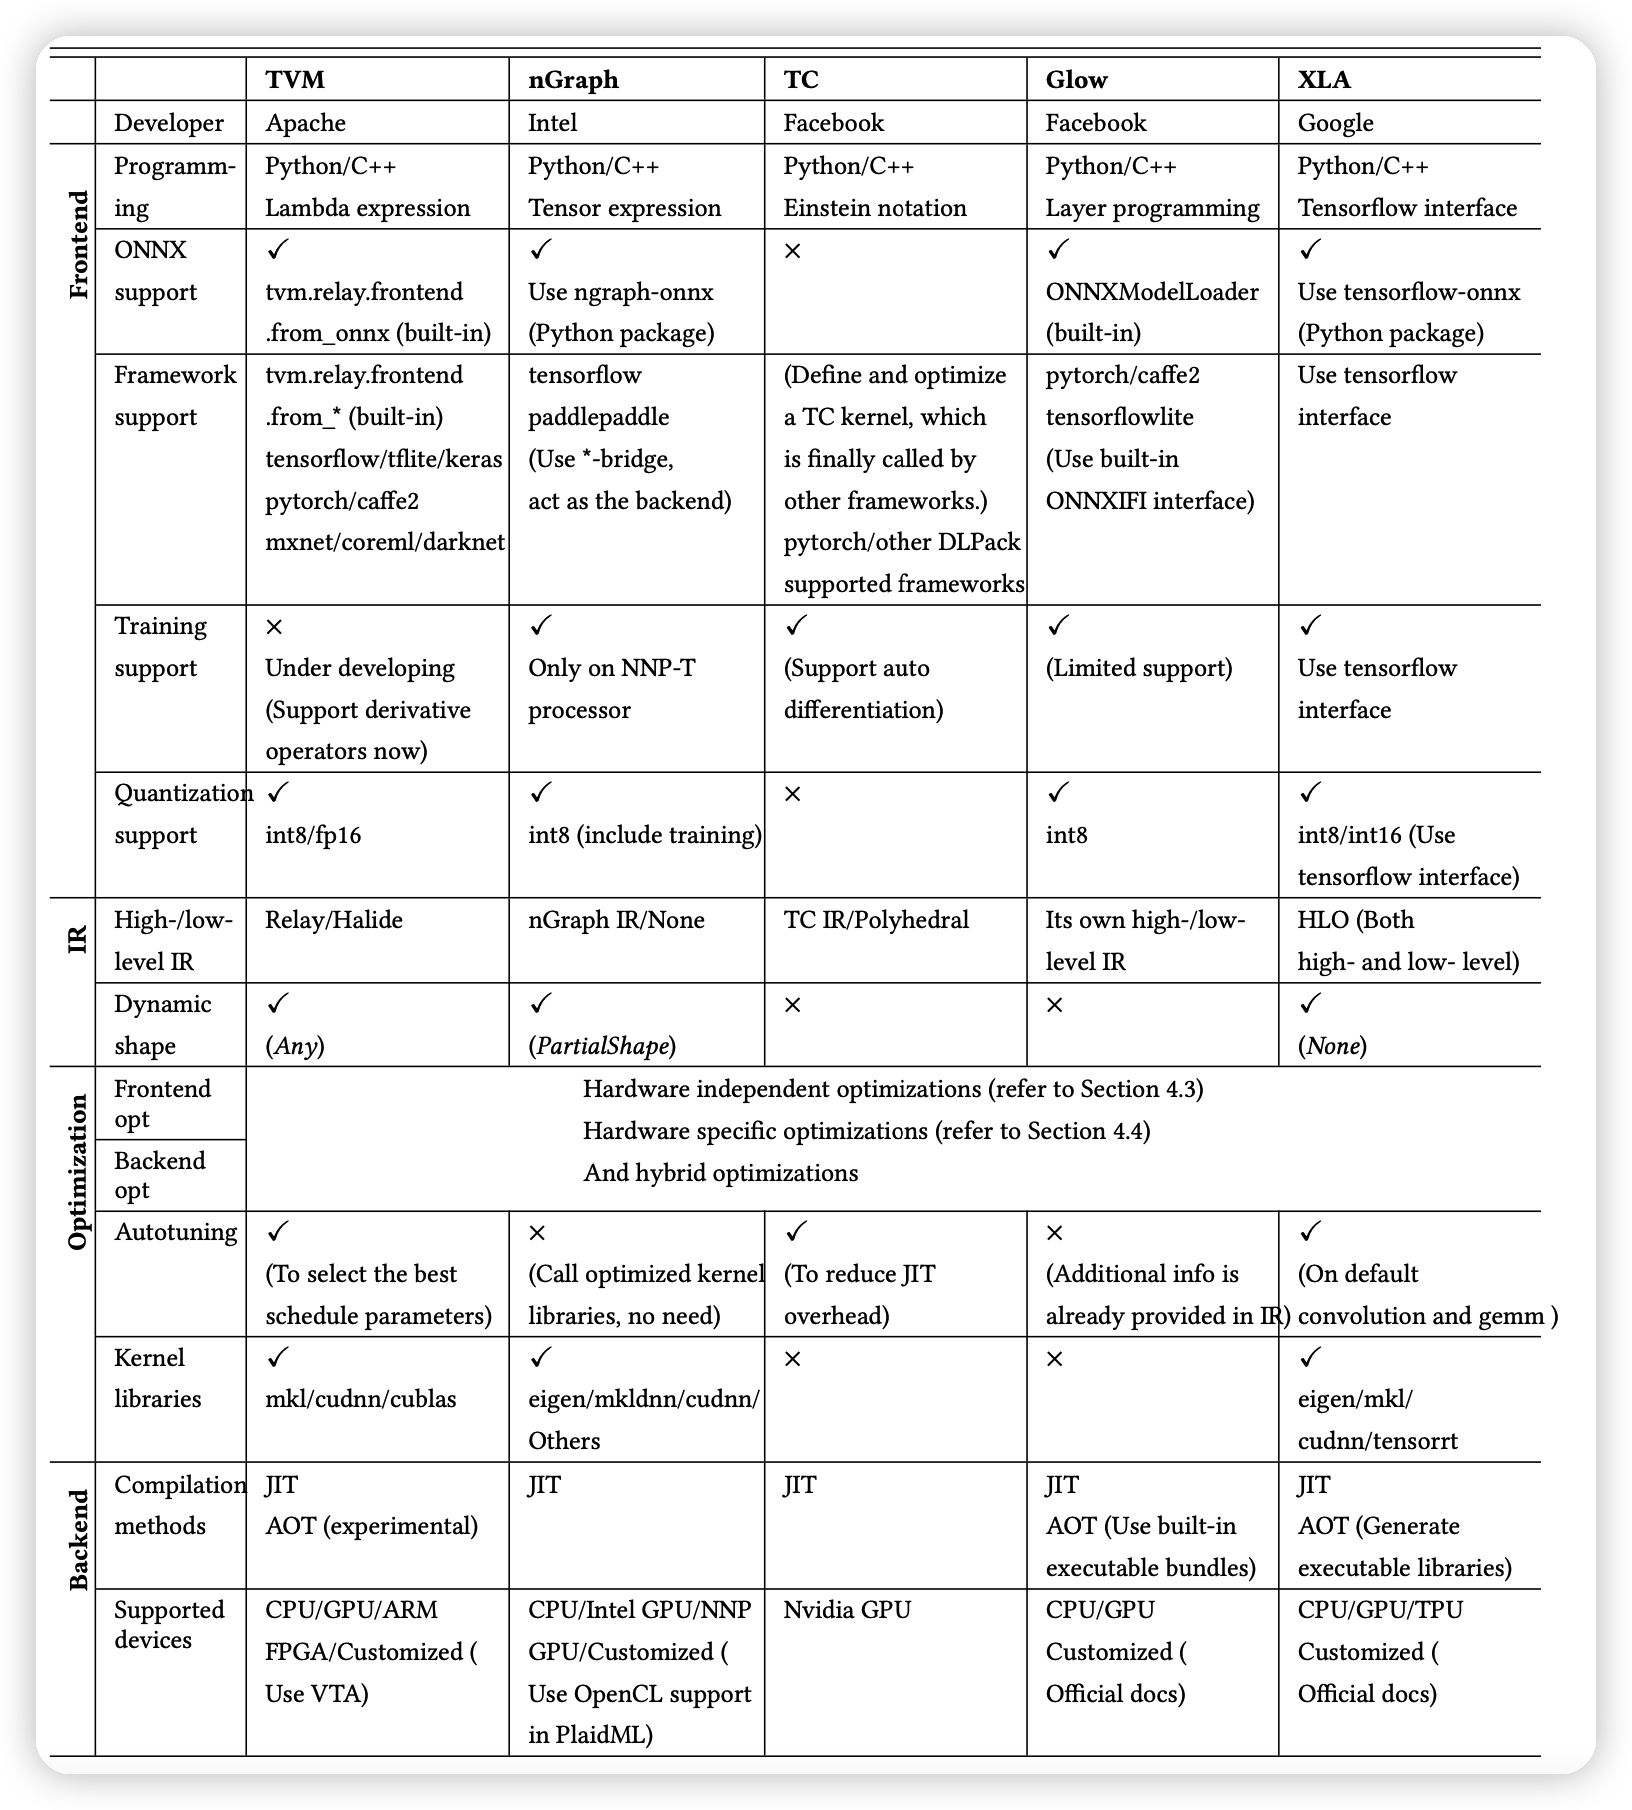 TVM nGraph TC Glow XLA
Developer Apache Intel Facebook Facebook Google
Frontend
Programm- Python/C++ Python/C++ Python/C++ Python/C++ Python/C++
ing Lambda expression Tensor expression Einstein notation Layer programming Tensorflow interface
ONNX ✓ ✓ × ✓ ✓
support tvm.relay.frontend Use ngraph-onnx ONNXModelLoader Use tensorflow-onnx
.from_onnx (built-in) (Python package) (built-in) (Python package)
Framework tvm.relay.frontend tensorflow (Define and optimize pytorch/caffe2 Use tensorflow
support .from_* (built-in) paddlepaddle a TC kernel, which tensorflowlite interface
tensorflow/tflite/keras (Use *-bridge, is finally called by (Use built-in
pytorch/caffe2 act as the backend) other frameworks.) ONNXIFI interface)
mxnet/coreml/darknet pytorch/other DLPack
supported frameworks
Training × ✓ ✓ ✓ ✓
support Under developing Only on NNP-T (Support auto (Limited support) Use tensorflow
(Support derivative processor differentiation) interface
operators now)
Quantization ✓ ✓ × ✓ ✓
support int8/fp16 int8 (include training) int8 int8/int16 (Use
tensorflow interface)
IR
High-/low- Relay/Halide nGraph IR/None TC IR/Polyhedral Its own high-/low- HLO (Both
level IR level IR high- and low- level)
Dynamic ✓ ✓ × × ✓
shape (Any) (PartialShape) (None)
Optimization
Frontend Hardware independent optimizations (refer to Section 4.3)
opt
Hardware specific optimizations (refer to Section 4.4)
Backend And hybrid optimizations
opt
Autotuning ✓ × ✓ × ✓
(To select the best (Call optimized kernel (To reduce JIT (Additional info is (On default
schedule parameters) libraries, no need) overhead) already provided in IR) convolution and gemm )
Kernel ✓ ✓ × × ✓
libraries mkl/cudnn/cublas eigen/mkldnn/cudnn/ eigen/mkl/
Others cudnn/tensorrt
Backend
Compilation JIT JIT JIT JIT JIT
methods AOT (experimental) AOT (Use built-in AOT (Generate
executable bundles) executable libraries)
Supported CPU/GPU/ARM CPU/Intel GPU/NNP Nvidia GPU CPU/GPU CPU/GPU/TPU
devices FPGA/Customized ( GPU/Customized ( Customized ( Customized (
Use VTA) Use OpenCL support Official docs) Official docs)
in PlaidML)